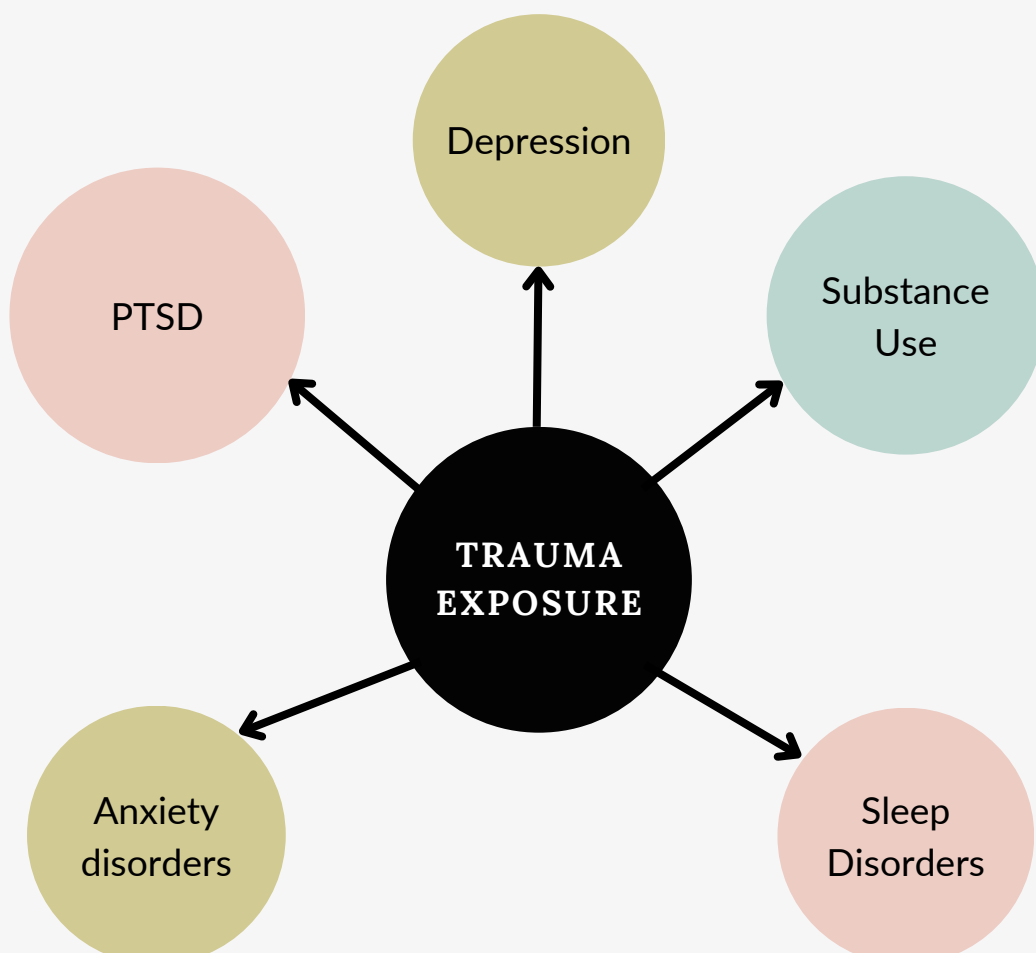 Depression
PTSD
Substance
Use
TRAUMA
EXPOSURE
Anxiety
disorders
Sleep
Disorders